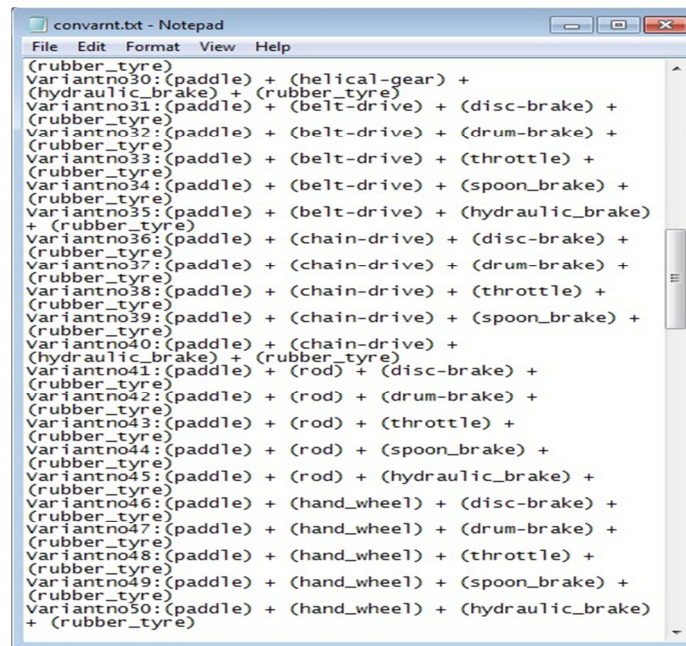 convarnt.txt - Notepad
File Edit Format View Help
(rubber_tyre)
Variantno30:(paddle) + (helical-gear) +
(hydraulic_brake) + (rubber_tyre)
Variantno31:(paddle) + (belt-drive) + (disc-brake) +
(rubber_tyre)
Variantno32:(paddle) + (belt-drive) + (drum-brake) +
(rubber_tyre)
Variantno33:(paddle) + (belt-drive) + (throttle) +
(rubber_tyre)
Variantno34:(paddle) + (belt-drive) + (spoon_brake) +
(rubber_tyre)
Variantno35:(paddle) + (belt-drive) + (hydraulic_brake)
+ (rubber_tyre)
Variantno36:(paddle) + (chain-drive) + (disc-brake) +
(rubber_tyre)
Variantno37:(paddle) + (chain-drive) + (drum-brake) +
(rubber_tyre)
Variantno38:(paddle) + (chain-drive) + (throttle) +
(rubber_tyre)
Variantno39:(paddle) + (chain-drive) + (spoon_brake) +
(rubber_tyre)
Variantno40:(paddle) + (chain-drive) +
(hydraulic_brake) + (rubber_tyre)
Variantno41:(paddle) + (rod) + (disc-brake) +
(rubber_tyre)
Variantno42:(paddle) + (rod) + (drum-brake) +
(rubber_tyre)
Variantno43:(paddle) + (rod) + (throttle) +
(rubber_tyre)
Variantno44:(paddle) + (rod) + (spoon_brake) +
(rubber_tyre)
Variantno45:(paddle) + (rod) + (hydraulic_brake) +
(rubber_tyre)
Variantno46:(paddle) + (hand_wheel) + (disc-brake) +
(rubber_tyre)
Variantno47:(paddle) + (hand_wheel) + (drum-brake) +
(rubber_tyre)
Variantno48:(paddle) + (hand_wheel) + (throttle) +
(rubber_tyre)
Variantno49:(paddle) + (hand_wheel) + (spoon_brake) +
(rubber_tyre)
Variantno50:(paddle) + (hand_wheel) + (hydraulic_brake)
+ (rubber_tyre)